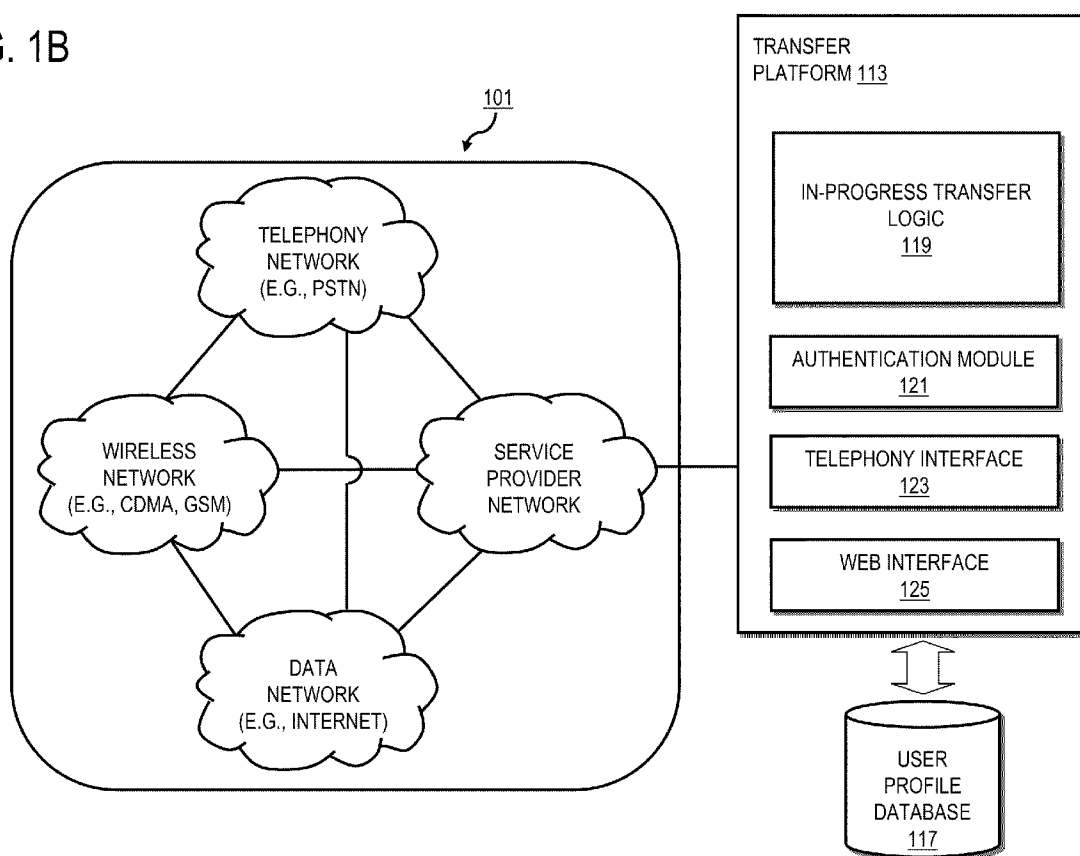 . 1B
101
TELEPHONY
NETWORK
(E.G., PSTN)
WIRELESS
NETWORK
(E.G., CDMA, GSM)
SERVICE
PROVIDER
NETWORK
DATA
NETWORK
(E.G., INTERNET)
TRANSFER
PLATFORM 113
IN-PROGRESS TRANSFER
LOGIC
119
AUTHENTICATION MODULE
121
TELEPHONY INTERFACE
123
WEB INTERFACE
125
USER
PROFILE
DATABASE
117